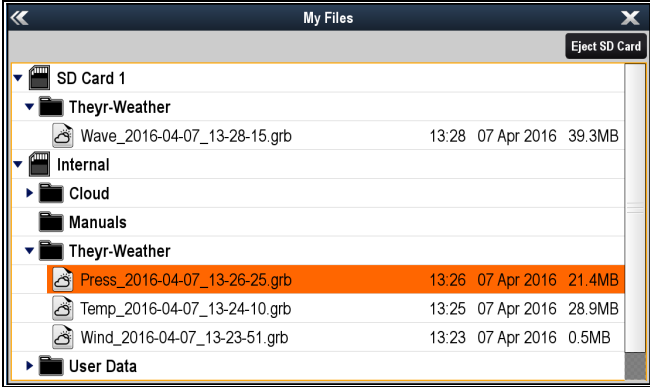 My Files
Eject SD Card
SD Card 1
Theyr-Weather
Wave_2016-04-07_13-28-15.grb 13:28 07 Apr 2016 39.3MB
Internal
Cloud
Manuals
Theyr-Weather
Press_2016-04-07_13-26-25.grb 13:26 07 Apr 2016 21.4MB
Temp_2016-04-07_13-24-10.grb 13:25 07 Apr 2016 28.9MB
Wind_2016-04-07_13-23-51.grb 13:23 07 Apr 2016 0.5MB
User Data